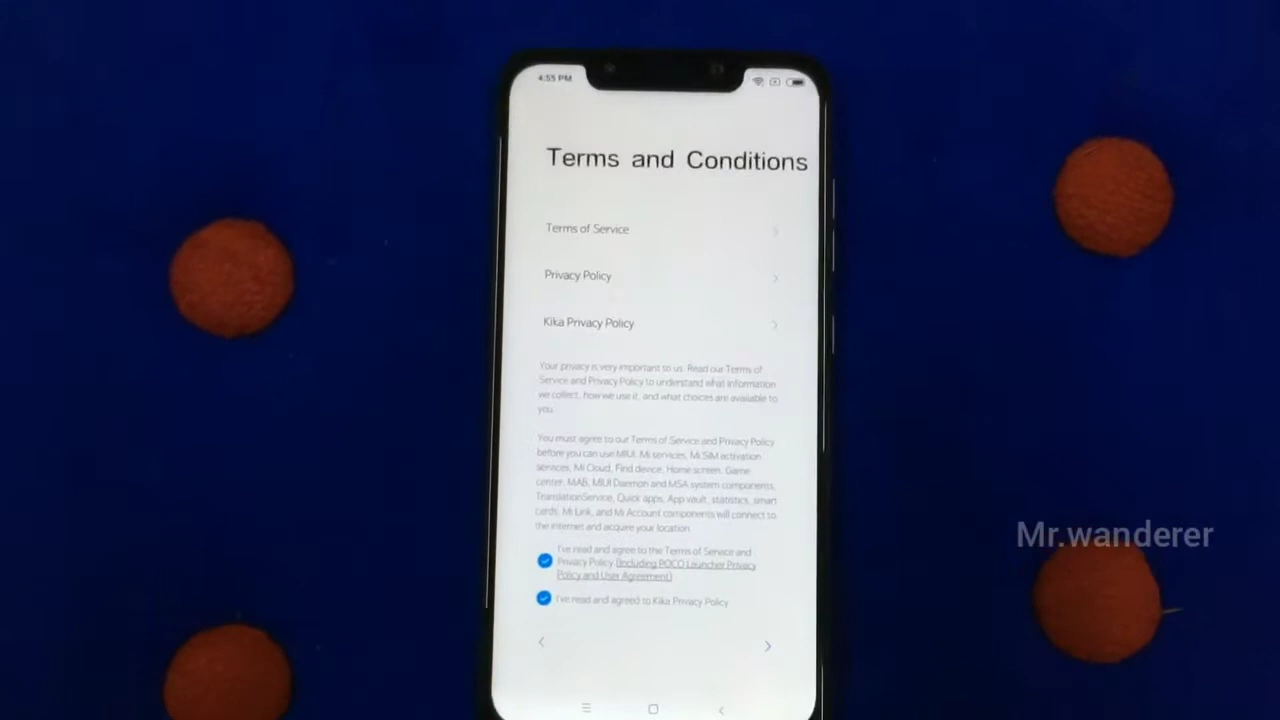 4:55 PM
Terms and Conditions
Terms of Service
Privacy Policy
Kika Privacy Policy
Your privacy is very important to us. Read our Terms of
Service and Privacy Policy to understand what information
we collect, how we use it, and what choices are available to
you.
You must agree to our Terms of Service and Privacy Policy
before you can use MIUI. Mi services, Mi SIM activation
services, Mi Cloud, Find device, Home screen, Game
center, MAB, MIUI Daemon and MSA system components,
TranslationService, Quick apps, App vault, statistics, smart
cards, Mi Link, and Mi Account components will connect to
the internet and acquire your location.
I've read and agree to the Terms of Service and
Privacy Policy (Including POCO Launcher Privacy
Policy and User Agreement)
I've read and agreed to Kika Privacy Policy
Mr.wanderer